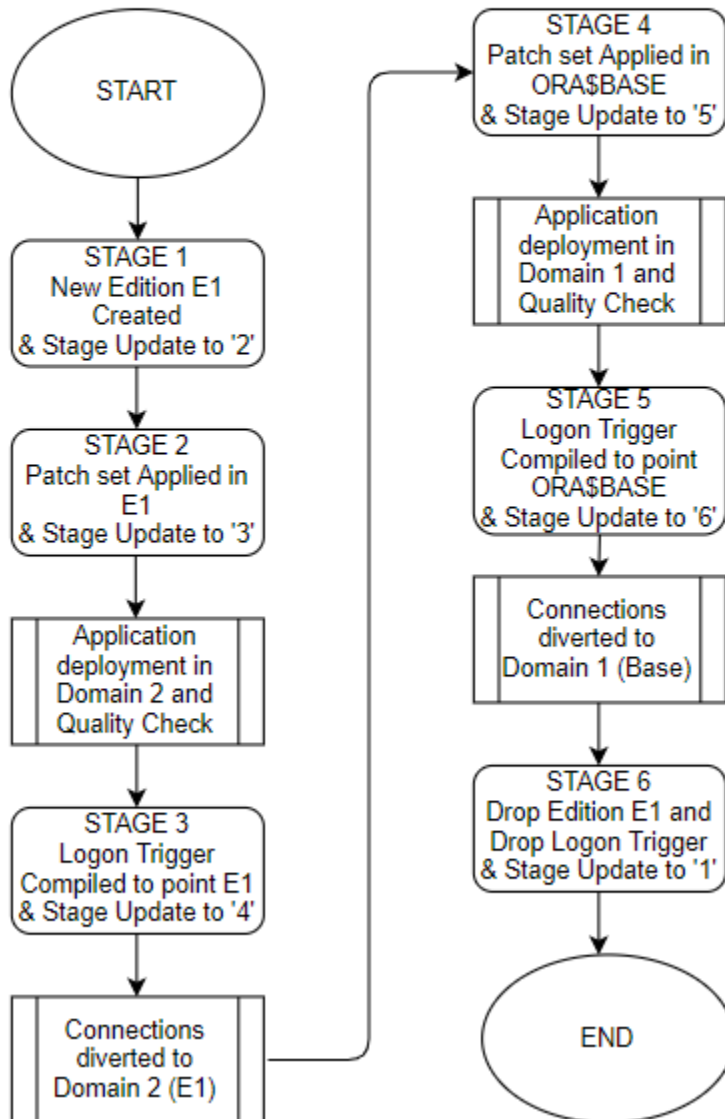 START
STAGE 1
New Edition E1
Created
& Stage Update to '2'
STAGE 2
Patch set Applied in
E1
& Stage Update to '3'
Application
deployment in
Domain 2 and
Quality Check
STAGE 3
Logon Trigger
Compiled to point E1
& Stage Update to '4'
Connections
diverted to
Domain 2 (E1)
STAGE 4
Patch set Applied in
ORA$BASE
& Stage Update to '5'
Application
deployment in
Domain 1 and
Quality Check
STAGE 5
Logon Trigger
Compiled to point
ORA$BASE
& Stage Update to '6'
Connections
diverted to
Domain 1 (Base)
STAGE 6
Drop Edition E1 and
Drop Logon Trigger
& Stage Update to '1'
END